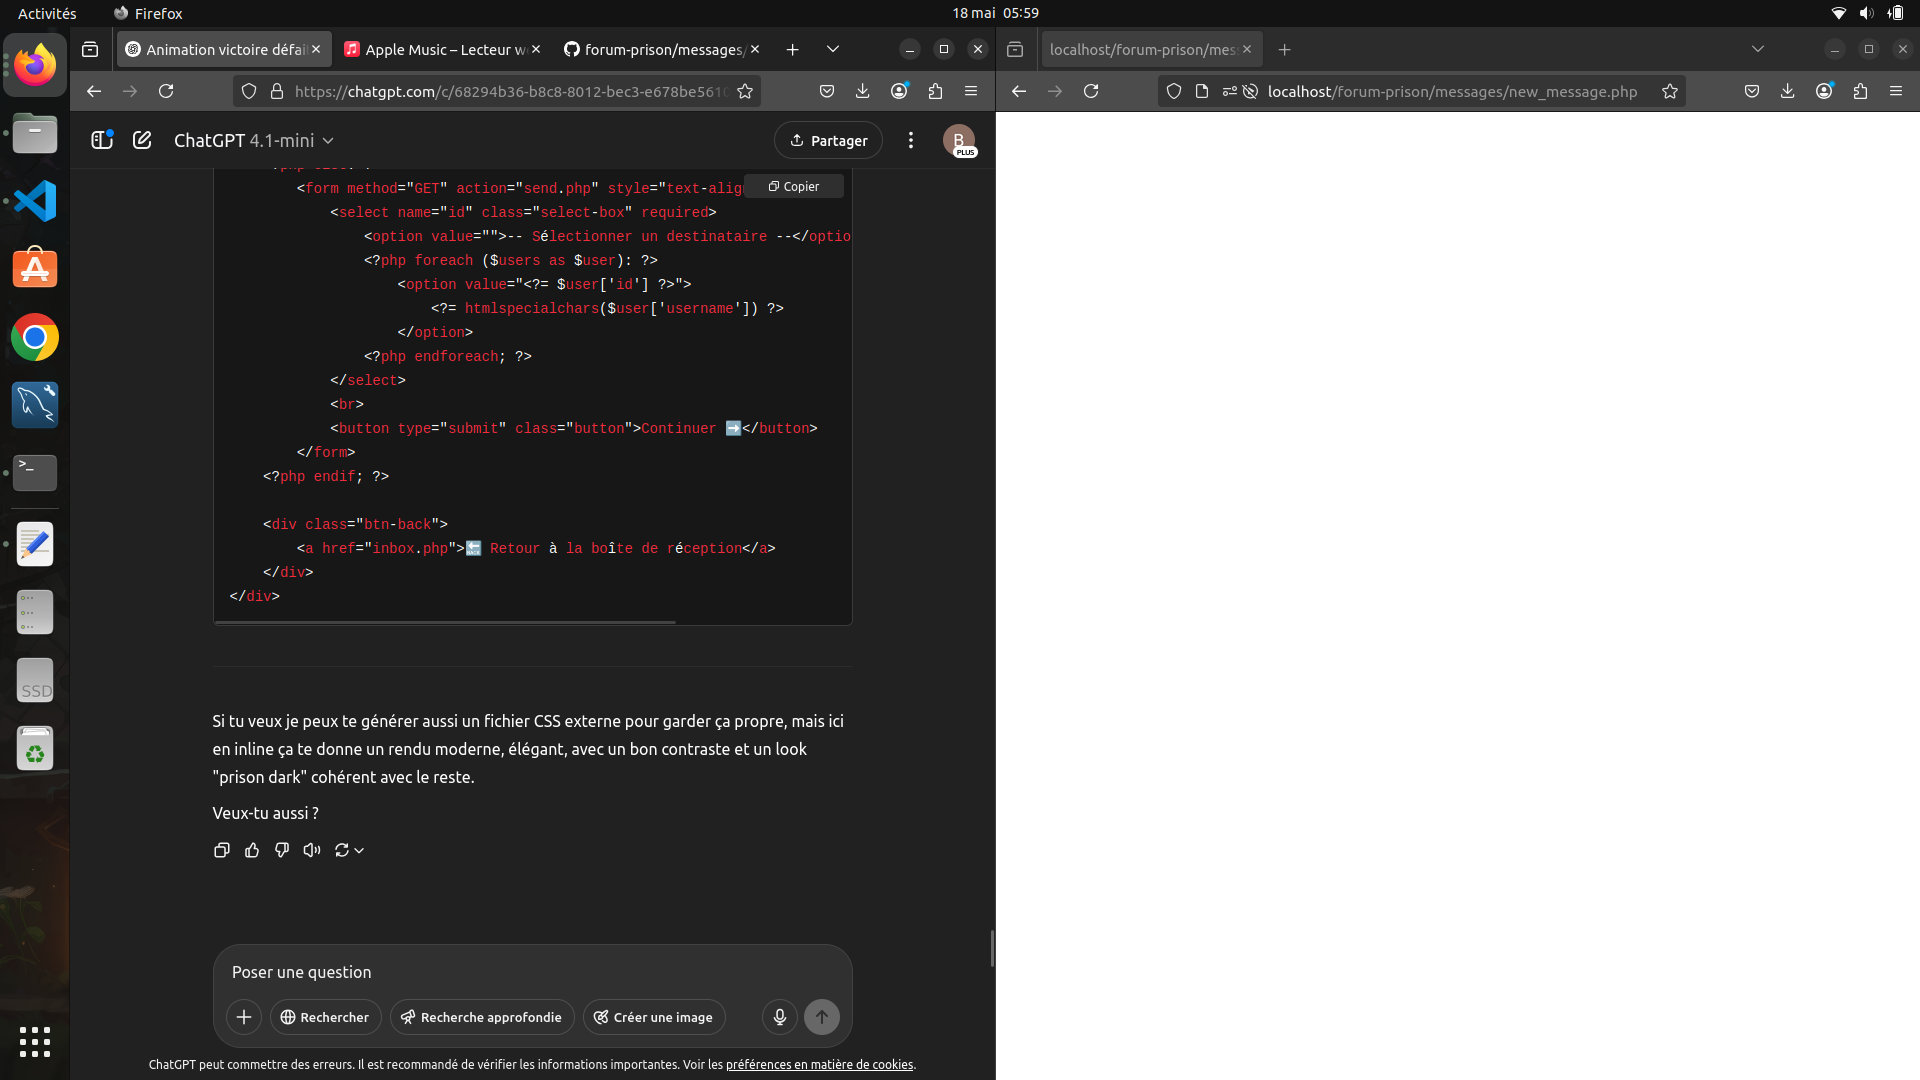 Activités
Firefox
18 mai 05:59
Animation victoire défai
Apple Music – Lecteur w
forum-prison/messages/
localhost/forum-prison/mes
https://chatgpt.com/c/68294b36-b8c8-8012-bec3-e678be5610
localhost/forum-prison/messages/new_message.php
ChatGPT 4.1-mini
Partager
B
PLUS
Copier
<form method="GET" action="send.php" style="text-alig
<select name="id" class="select-box" required>
<option value="">-- Sélectionner un destinataire --</optio
<?php foreach ($users as $user): ?>
<option value="<?= $user['id'] ?>">
<?= htmlspecialchars($user['username']) ?>
</option>
<?php endforeach; ?>
</select>
<br>
<button type="submit" class="button">Continuer ➡️</button>
</form>
<?php endif; ?>
<div class="btn-back">
<a href="inbox.php">🔙 Retour à la boîte de réception</a>
</div>
</div>
Si tu veux je peux te générer aussi un fichier CSS externe pour garder ça propre, mais ici
en inline ça te donne un rendu moderne, élégant, avec un bon contraste et un look
"prison dark" cohérent avec le reste.
Veux-tu aussi ?
Poser une question
Rechercher
Recherche approfondie
Créer une image
ChatGPT peut commettre des erreurs. Il est recommandé de vérifier les informations importantes. Voir les préférences en matière de cookies.
SSD